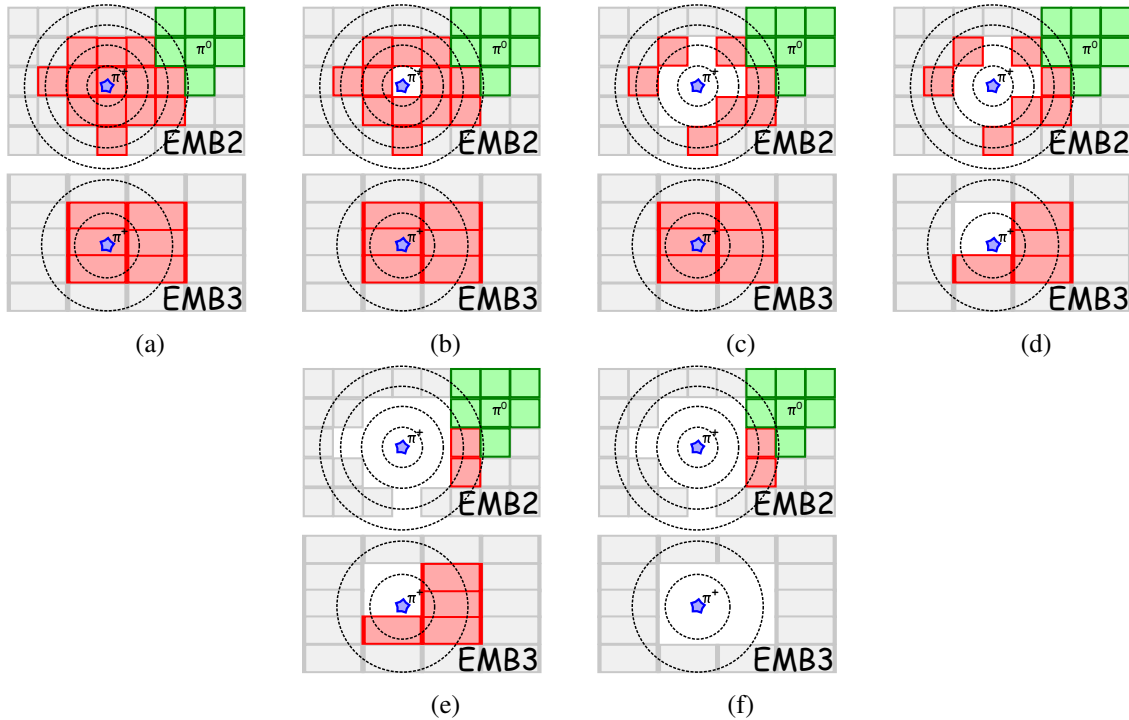 π⁰ π⁰ π⁰ π⁰
π⁺ π⁺ π⁺ π⁺
EMB2 EMB2 EMB2 EMB2
π⁺ π⁺ π⁺ π⁺
EMB3 EMB3 EMB3 EMB3
(a) (b) (c) (d)
π⁰ π⁰
π⁺ π⁺
EMB2 EMB2
π⁺ π⁺
EMB3 EMB3
(e) (f)